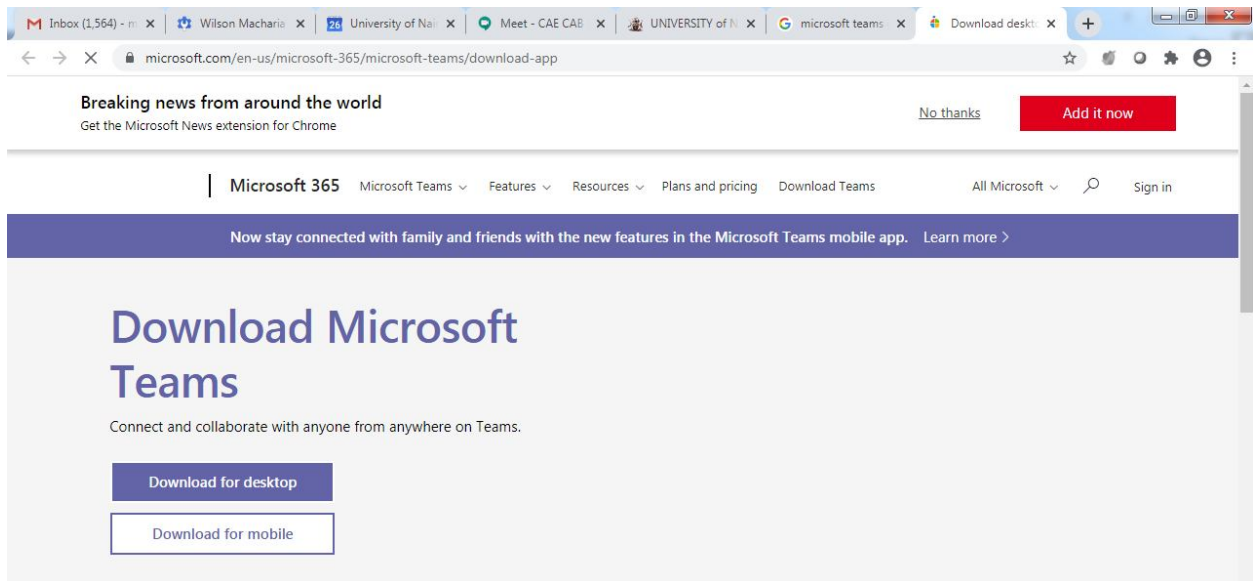 Inbox (1,564) - m Wilson Macharia 26 University of Nai Meet - CAE CAB UNIVERSITY of N microsoft teams Download deskt
microsoft.com/en-us/microsoft-365/microsoft-teams/download-app
Breaking news from around the world
Get the Microsoft News extension for Chrome
No thanks
Add it now
Microsoft 365 Microsoft Teams Features Resources Plans and pricing Download Teams All Microsoft Sign in
Now stay connected with family and friends with the new features in the Microsoft Teams mobile app. Learn more >
Download Microsoft
Teams
Connect and collaborate with anyone from anywhere on Teams.
Download for desktop
Download for mobile